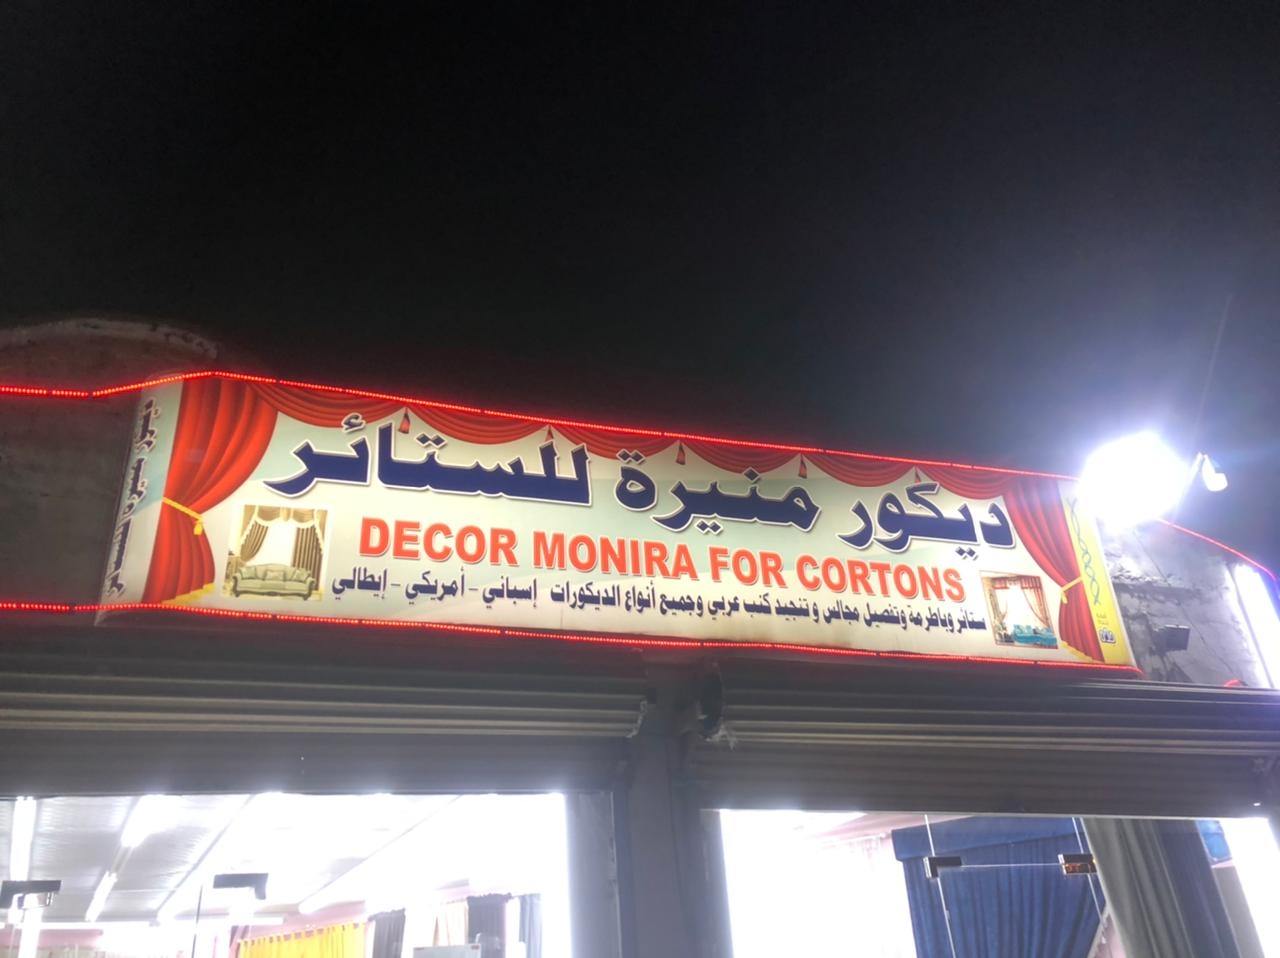 ديكور منيرة للستائر
DECOR MONIRA FOR CORTONS
ستائر وباطرمة وتفصيل مجالس وتنجيد كنب عربي وجميع أنواع الديكورات إسباني - أمريكي - إيطالي